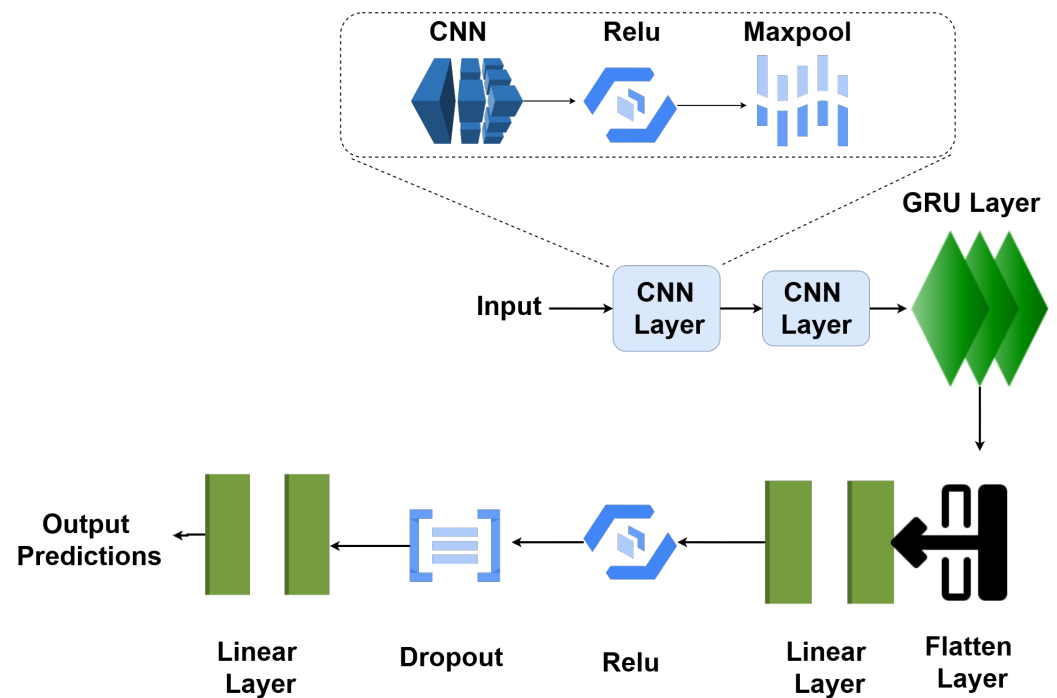 CNN
Relu
Maxpool
GRU Layer
Input
CNN
Layer
CNN
Layer
Output
Predictions
Linear
Layer
Dropout
Relu
Linear
Layer
Flatten
Layer